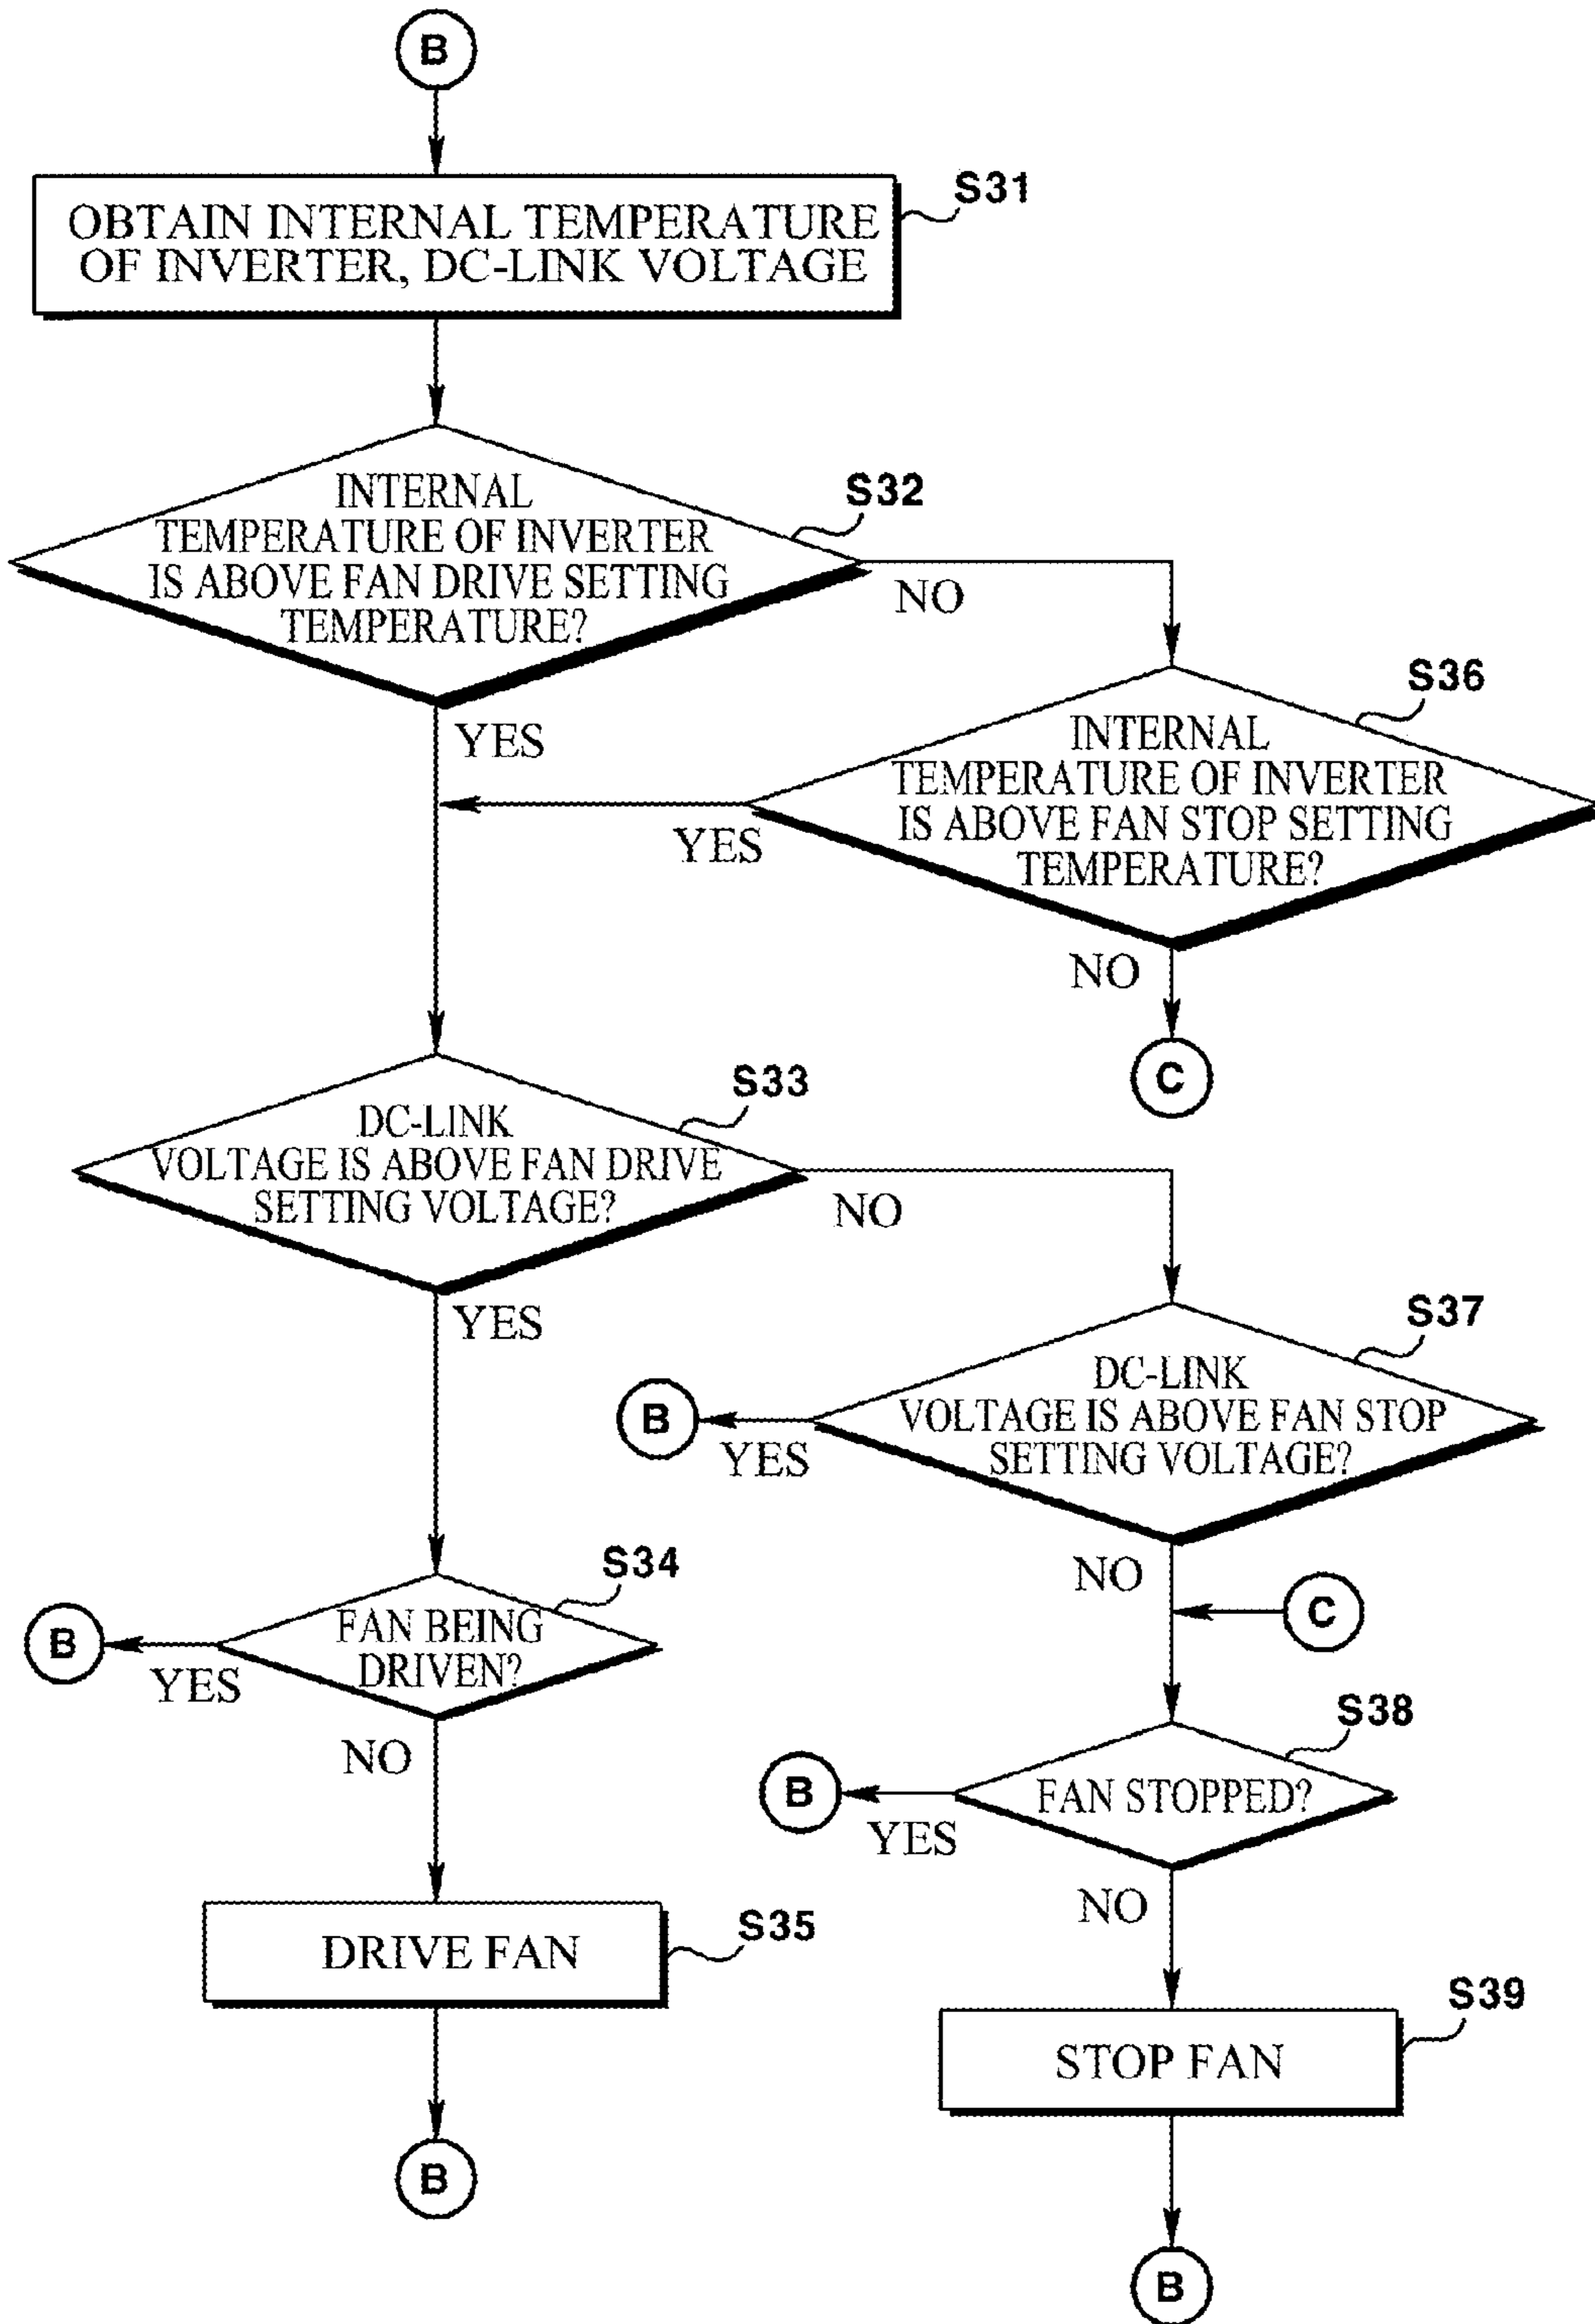 B
S31
OBTAIN INTERNAL TEMPERATURE
OF INVERTER, DC-LINK VOLTAGE
S32
INTERNAL
TEMPERATURE OF INVERTER
IS ABOVE FAN DRIVE SETTING
TEMPERATURE?
NO
YES
S36
INTERNAL
TEMPERATURE OF INVERTER
IS ABOVE FAN STOP SETTING
TEMPERATURE?
YES
NO
C
S33
DC-LINK
VOLTAGE IS ABOVE FAN DRIVE
SETTING VOLTAGE?
NO
YES
S37
DC-LINK
VOLTAGE IS ABOVE FAN STOP
SETTING VOLTAGE?
B
YES
NO
C
S34
FAN BEING
DRIVEN?
B
YES
NO
S38
FAN STOPPED?
B
YES
NO
S35
DRIVE FAN
B
S39
STOP FAN
B